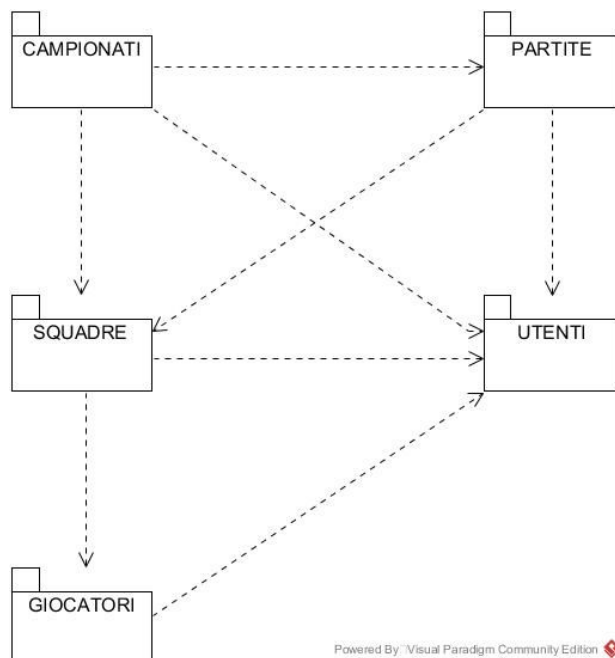 CAMPIONATI
PARTITE
SQUADRE
UTENTI
GIOCATORI
Powered By Visual Paradigm Community Edition